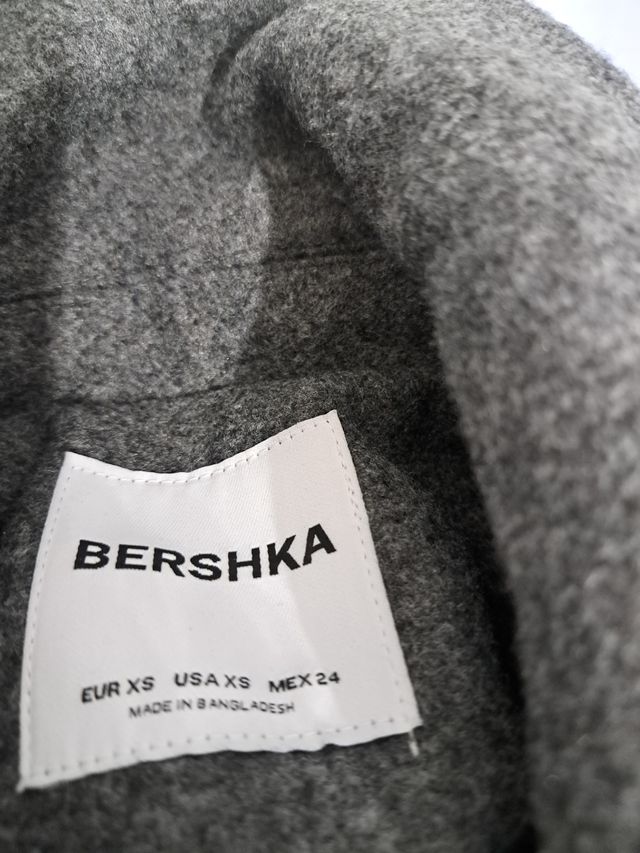 BERSHKA
EUR XS USA XS MEX 24
MADE IN BANGLADESH